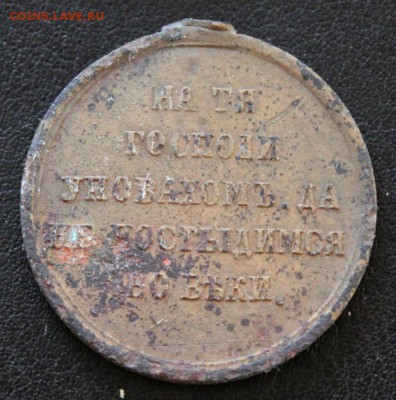 COINS.LAVE.RU
НА ТЯ
ГОСПОДИ
УПОВАХОМЪ, ДА
НЕ ПОСТЫДИМСЯ
ВО ВѢКИ.